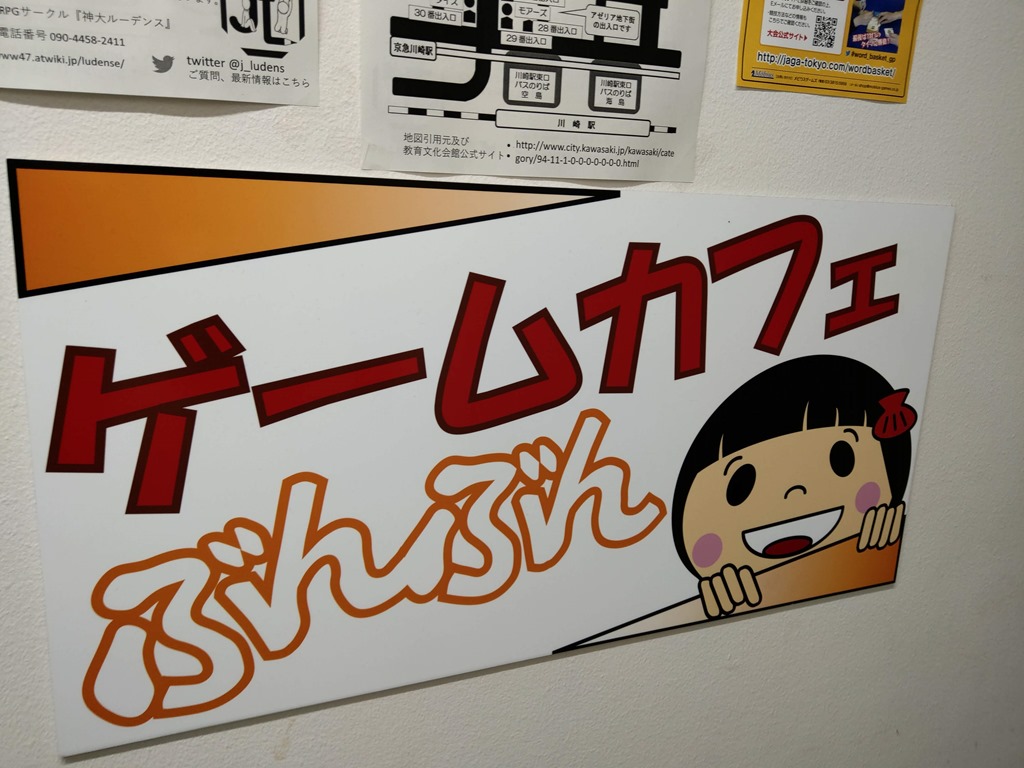 RPGサークル『神大ルーデンス』
電話番号 090-4458-2411
ww47.atwiki.jp/ludense/
twitter @j_ludens
ご質問、最新情報はこちら
30番出入口
モアーズ
28番出入口
29番出入口
アゼリア地下街
の出入口です
京急川崎駅
川崎駅東口
バスのりば
空島
川崎駅東口
バスのりば
海島
川崎駅
地図引用元及び
教育文化会館公式サイト
http://www.city.kawasaki.jp/kawasaki/cate
gory/94-11-1-0-0-0-0-0-0-0.html
大会公式サイト
#word_basket_gp
http://jaga-tokyo.com/wordbasket/
ゲームカフェ
ぶんぶん